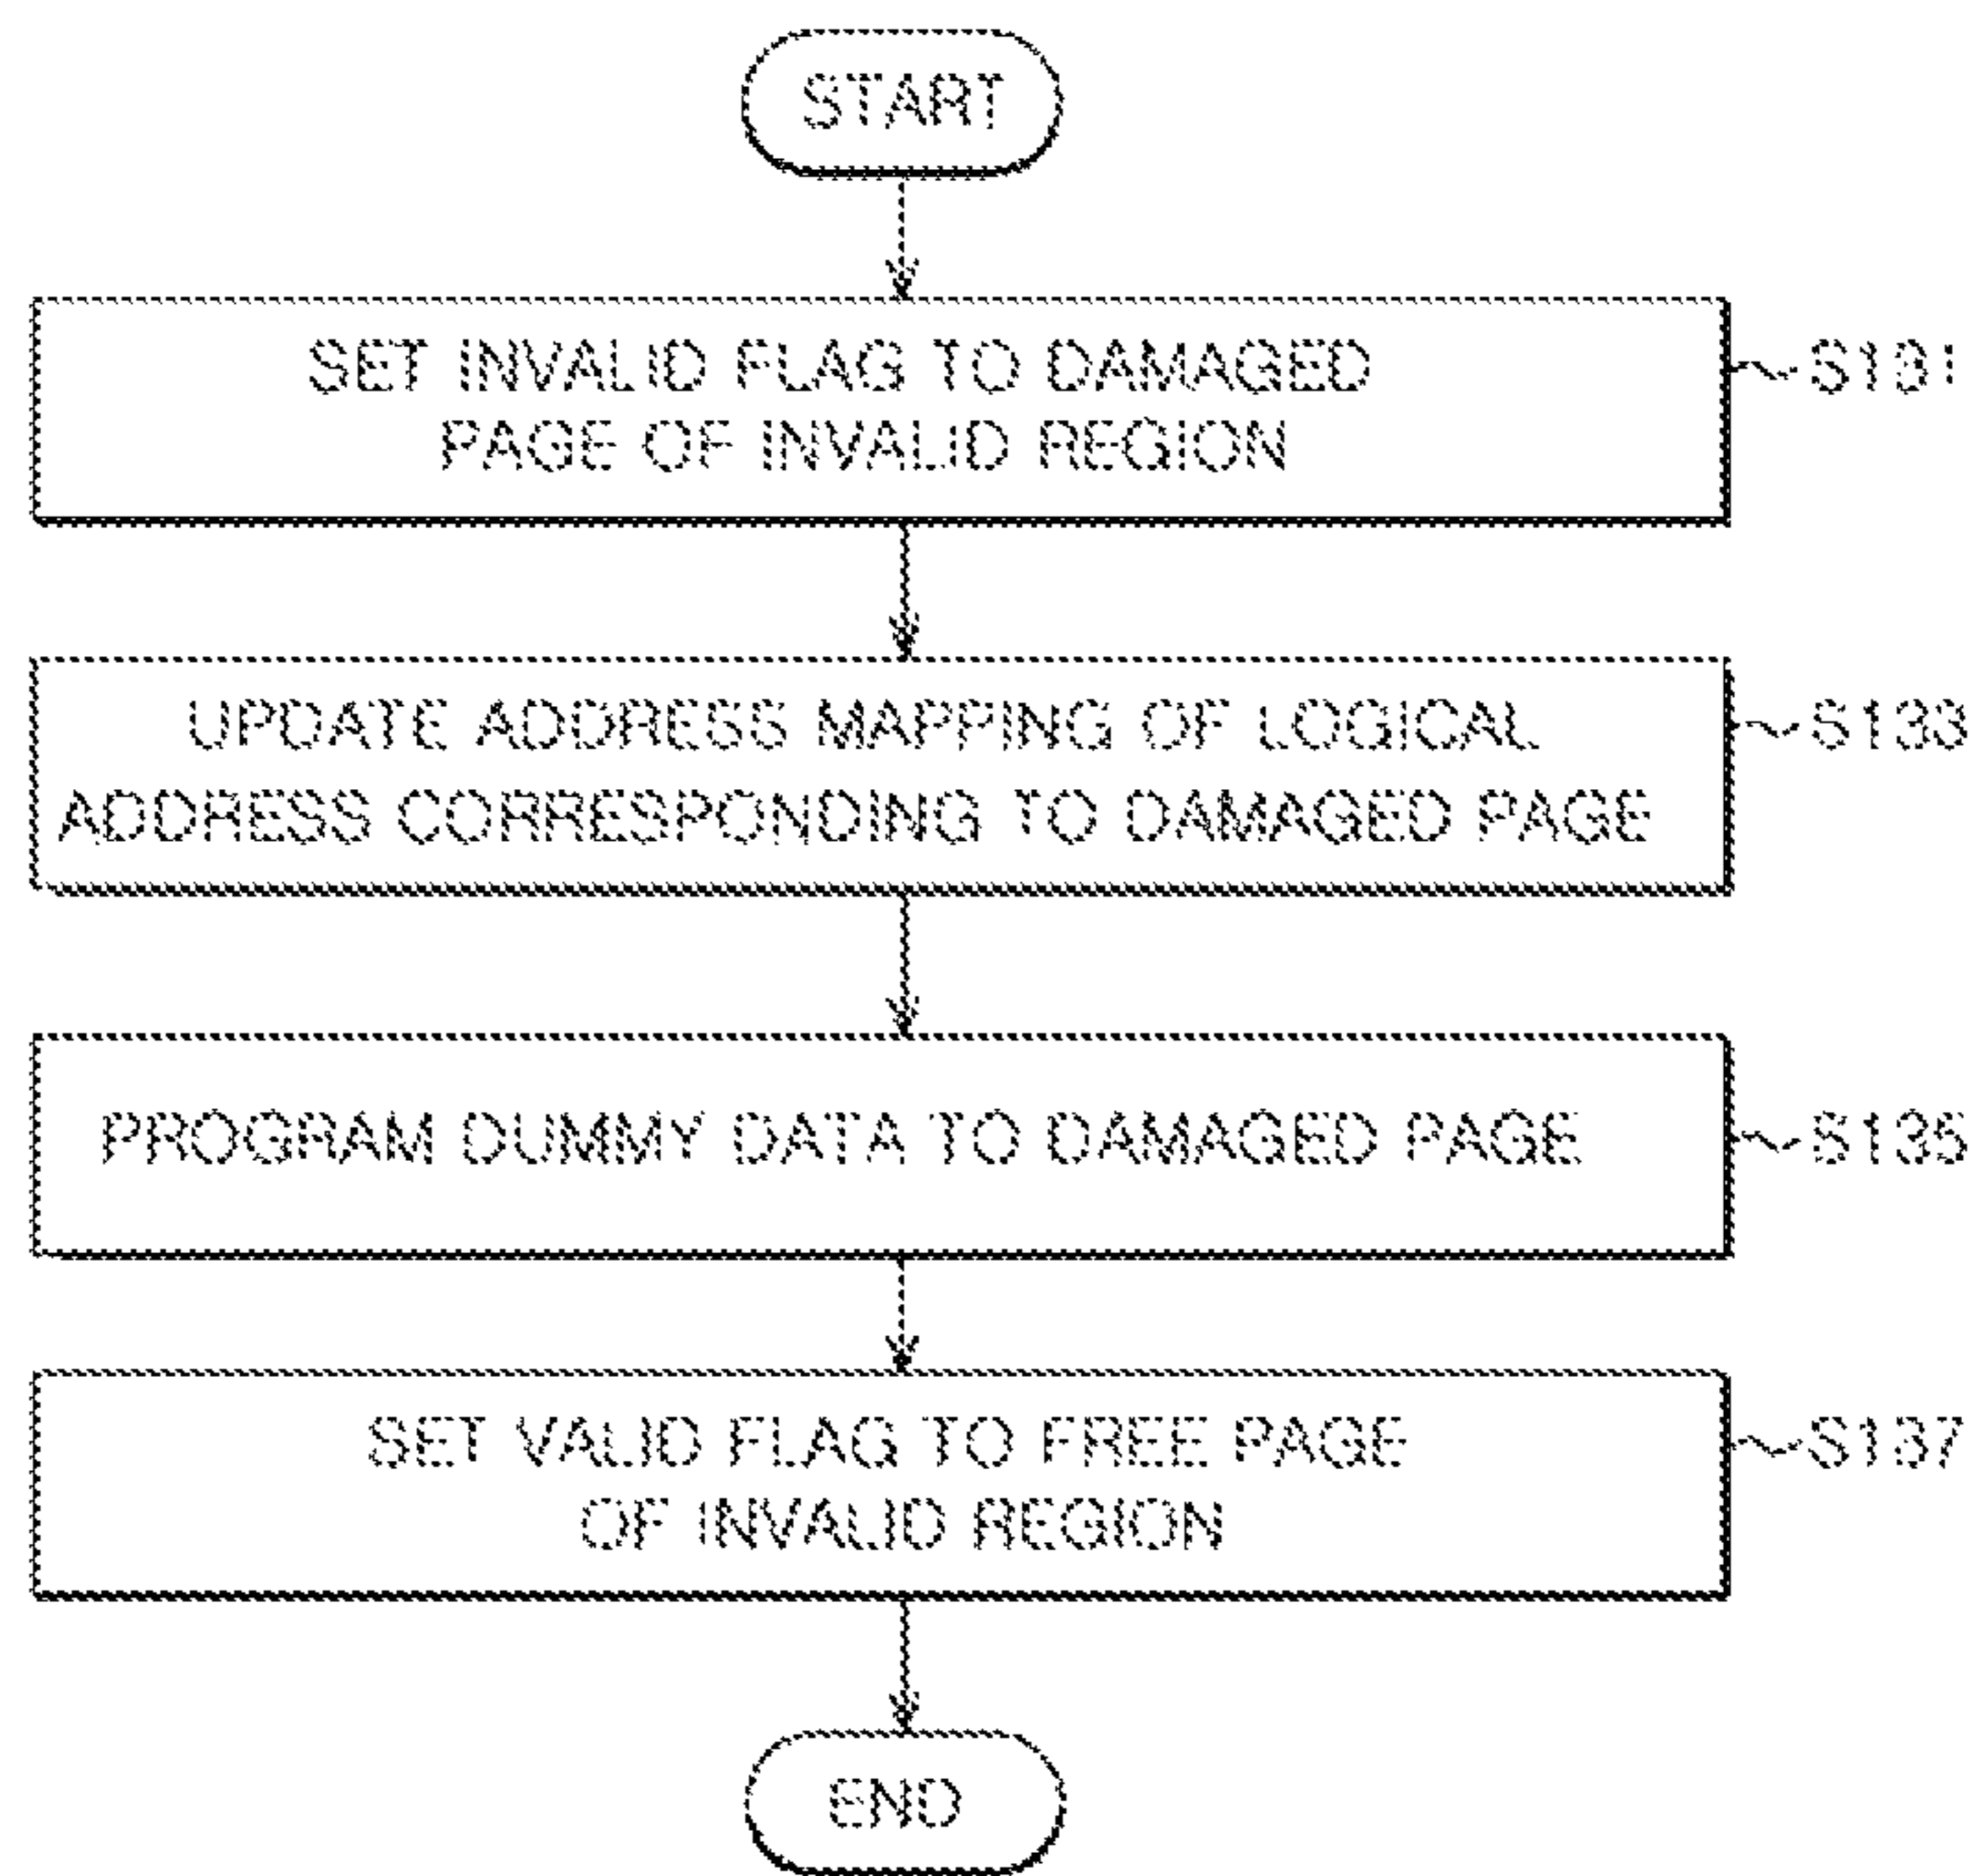 START
SET INVALID FLAG TO DAMAGED
PAGE OF INVALID REGION
S131
UPDATE ADDRESS MAPPING OF LOGICAL
ADDRESS CORRESPONDING TO DAMAGED PAGE
S133
PROGRAM DUMMY DATA TO DAMAGED PAGE
S135
SET VALID FLAG TO FREE PAGE
OF INVALID REGION
S137
END